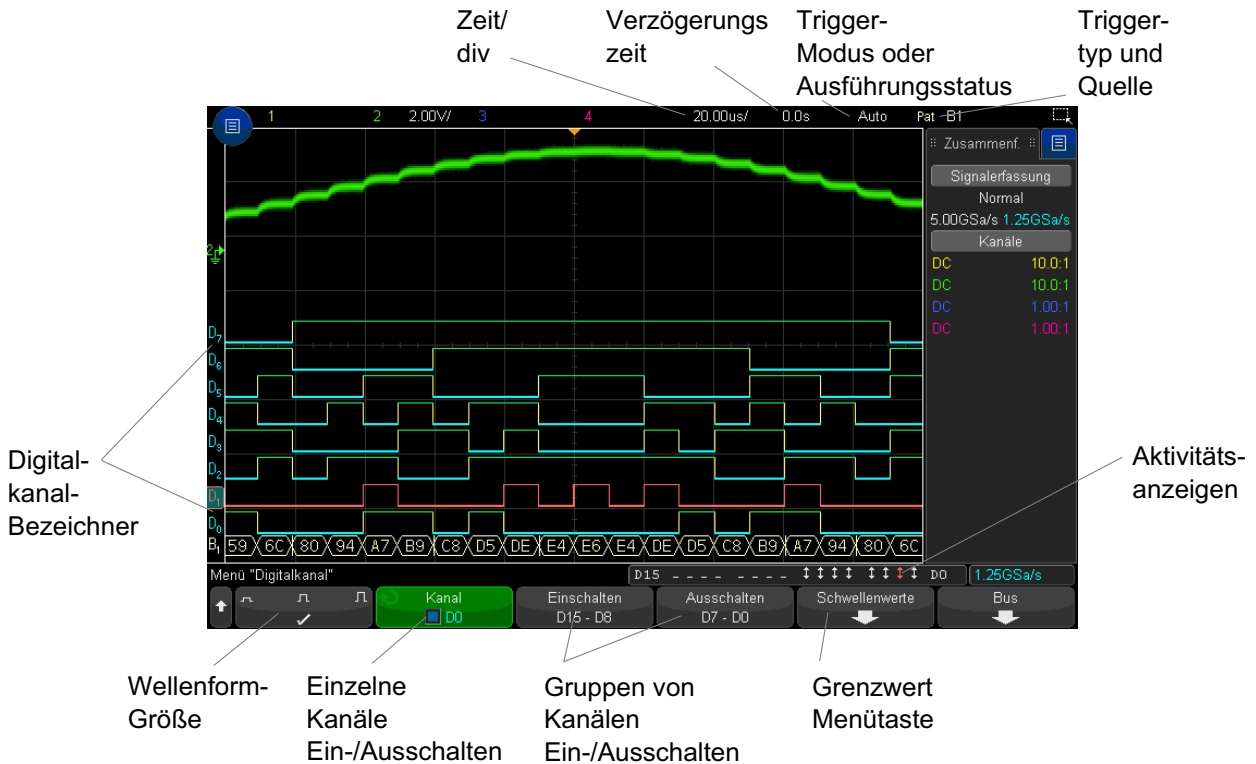 Zeit/
div
Verzögerungs
zeit
Trigger-
Modus oder
Ausführungsstatus
Trigger-
typ und
Quelle
1 2 2.00V/ 3 4 20.00us/ 0.0s Auto Pat B1
Zusammenf.
Signalerfassung
Normal
5.00GSa/s 1.25GSa/s
Kanäle
DC 10.0:1
DC 10.0:1
DC 1.00:1
DC 1.00:1
2
D7
D6
D5
D4
D3
D2
D1
D0
B1 59 6C 80 94 A7 B9 C8 D5 DE E4 E6 E4 DE D5 C8 B9 A7 94 80 6C
Digital-
kanal-
Bezeichner
Aktivitäts-
anzeigen
Menü "Digitalkanal" D15 _ _ _ _ _ _ _ _ ↕ ↕ ↕ ↕ ↕ ↕ ↕ ↕ D0 1.25GSa/s
Kanal
D0
Einschalten
D15 - D8
Ausschalten
D7 - D0
Schwellenwerte
Bus
Wellenform-
Größe
Einzelne
Kanäle
Ein-/Ausschalten
Gruppen von
Kanälen
Ein-/Ausschalten
Grenzwert
Menütaste